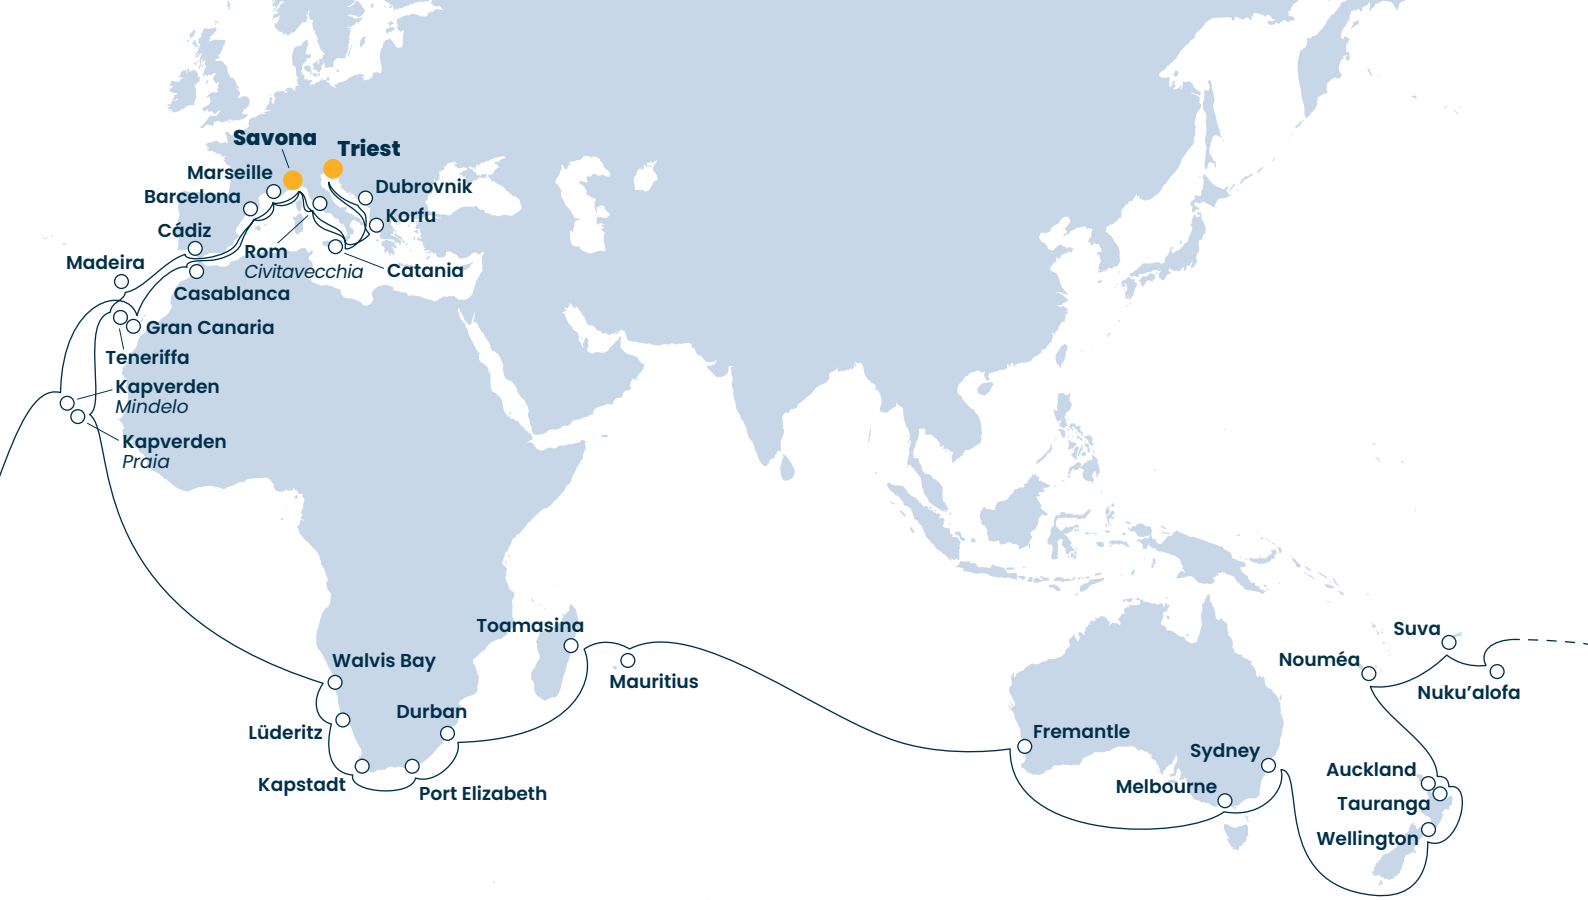 Savona
Triest
Marseille
Barcelona
Dubrovnik
Korfu
Cádiz
Rom
Civitavecchia
Catania
Madeira
Casablanca
Gran Canaria
Teneriffa
Kapverden
Mindelo
Kapverden
Praia
Toamasina
Walvis Bay
Mauritius
Durban
Lüderitz
Kapstadt
Port Elizabeth
Fremantle
Sydney
Melbourne
Suva
Nouméa
Nuku’alofa
Auckland
Tauranga
Wellington